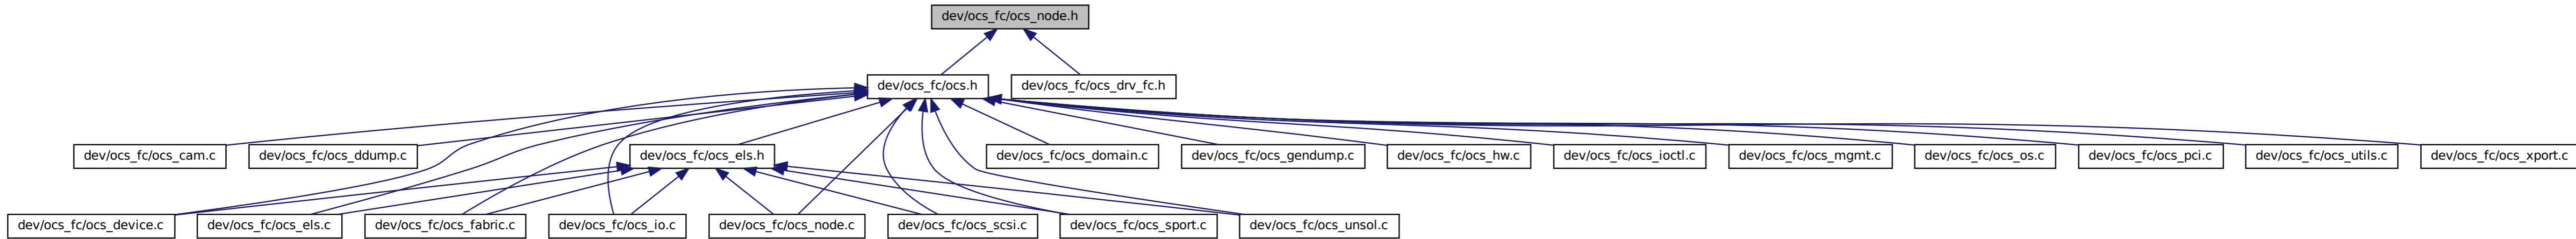 dev/ocs_fc/ocs_node.h
dev/ocs_fc/ocs.h
dev/ocs_fc/ocs_drv_fc.h
dev/ocs_fc/ocs_cam.c
dev/ocs_fc/ocs_ddump.c
dev/ocs_fc/ocs_els.h
dev/ocs_fc/ocs_domain.c
dev/ocs_fc/ocs_gendump.c
dev/ocs_fc/ocs_hw.c
dev/ocs_fc/ocs_ioctl.c
dev/ocs_fc/ocs_mgmt.c
dev/ocs_fc/ocs_os.c
dev/ocs_fc/ocs_pci.c
dev/ocs_fc/ocs_utils.c
dev/ocs_fc/ocs_xport.c
dev/ocs_fc/ocs_device.c
dev/ocs_fc/ocs_els.c
dev/ocs_fc/ocs_fabric.c
dev/ocs_fc/ocs_io.c
dev/ocs_fc/ocs_node.c
dev/ocs_fc/ocs_scsi.c
dev/ocs_fc/ocs_sport.c
dev/ocs_fc/ocs_unsol.c